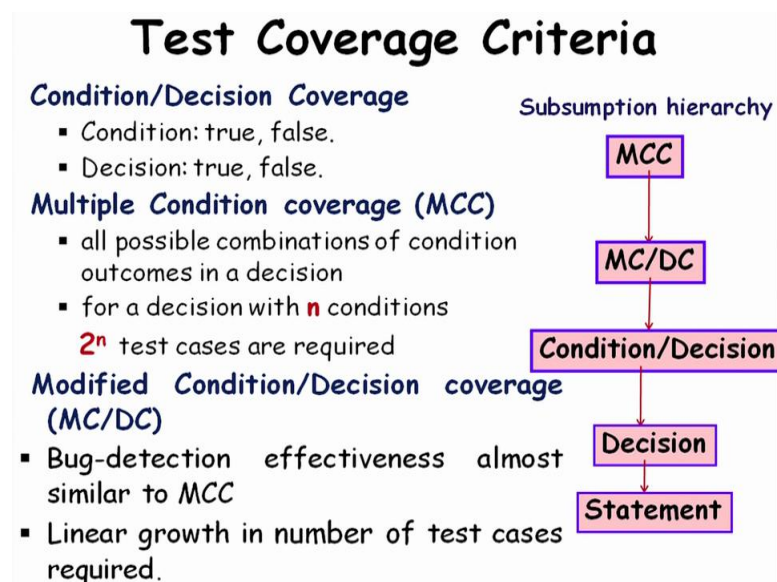 Test Coverage Criteria
Condition/Decision Coverage
▪ Condition: true, false.
▪ Decision: true, false.
Multiple Condition coverage (MCC)
▪ all possible combinations of condition
outcomes in a decision
▪ for a decision with n conditions
2ⁿ test cases are required
Modified Condition/Decision coverage
(MC/DC)
▪ Bug-detection effectiveness almost
similar to MCC
▪ Linear growth in number of test cases
required.
Subsumption hierarchy
MCC
MC/DC
Condition/Decision
Decision
Statement